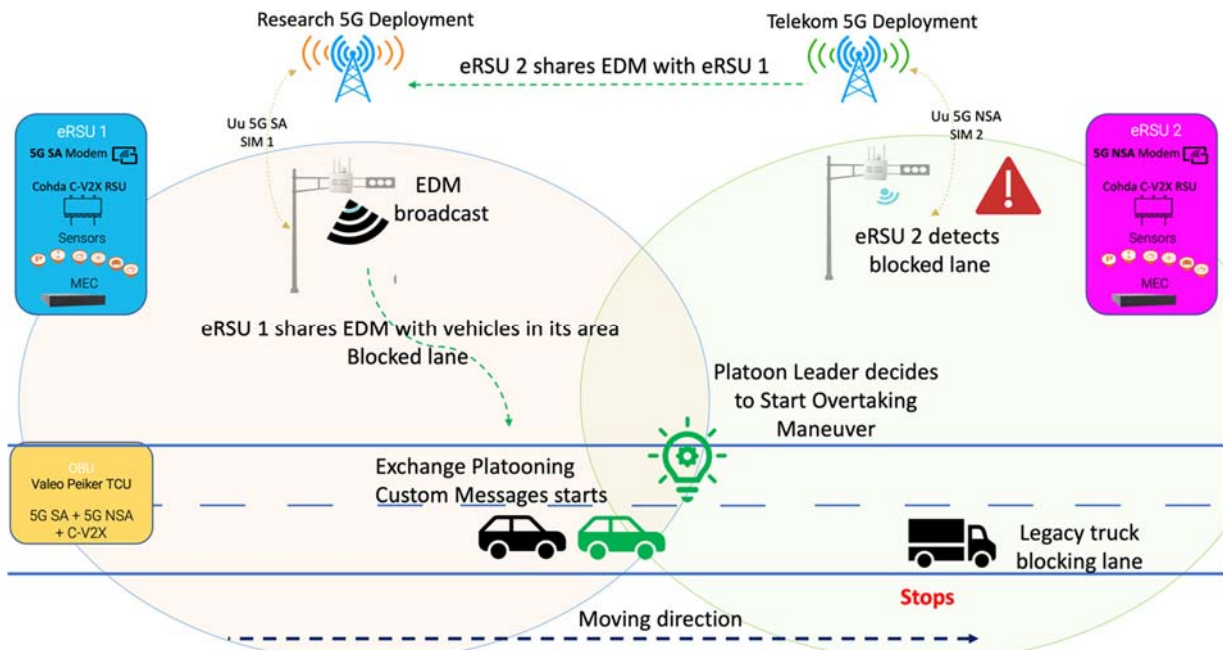 Research 5G Deployment
Telekom 5G Deployment
eRSU 2 shares EDM with eRSU 1
Uu 5G SA
SIM 1
Uu 5G NSA
SIM 2
eRSU 1
5G SA Modem
Cohda C-V2X RSU
Sensors
MEC
EDM
broadcast
eRSU 2 detects
blocked lane
eRSU 2
5G NSA Modem
Cohda C-V2X RSU
Sensors
MEC
eRSU 1 shares EDM with vehicles in its area
Blocked lane
Platoon Leader decides
to Start Overtaking
Maneuver
OBU
Valeo Peiker TCU
5G SA + 5G NSA
+ C-V2X
Exchange Platooning
Custom Messages starts
Legacy truck
blocking lane
Stops
Moving direction